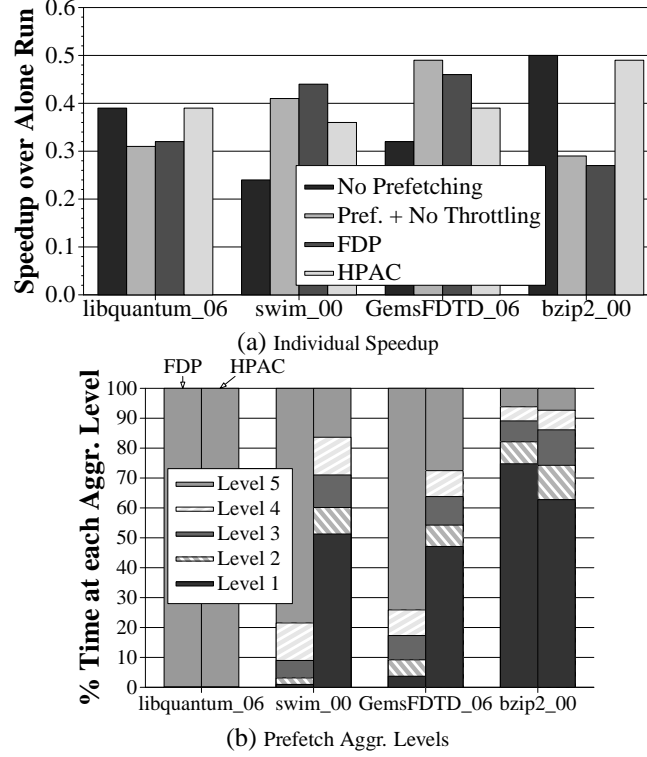 0.6
0.5
0.4
0.3
0.2
0.1
0.0
Speedup over Alone Run
No Prefetching
Pref. + No Throttling
FDP
HPAC
libquantum_06 swim_00 GemsFDTD_06 bzip2_00
(a) Individual Speedup
FDP HPAC
100
90
80
70
60
50
40
30
20
10
0
% Time at each Aggr. Level
Level 5
Level 4
Level 3
Level 2
Level 1
libquantum_06 swim_00 GemsFDTD_06 bzip2_00
(b) Prefetch Aggr. Levels